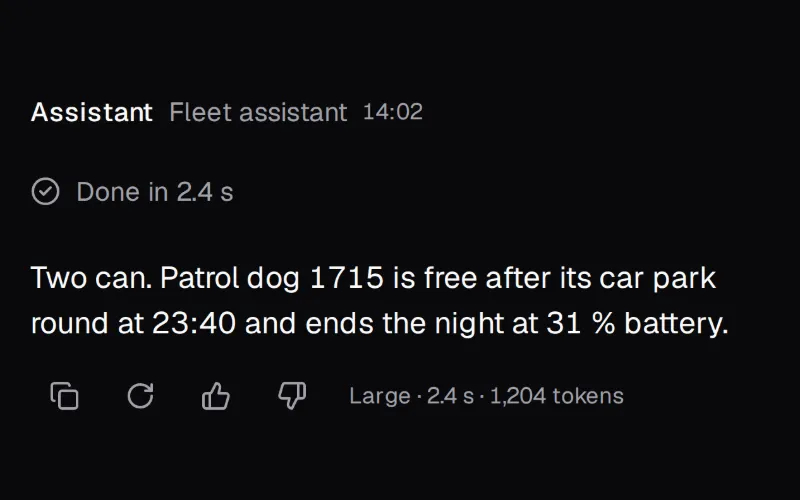 Assistant Fleet assistant 14:02
Done in 2.4 s
Two can. Patrol dog 1715 is free after its car park
round at 23:40 and ends the night at 31 % battery.
Large · 2.4 s · 1,204 tokens